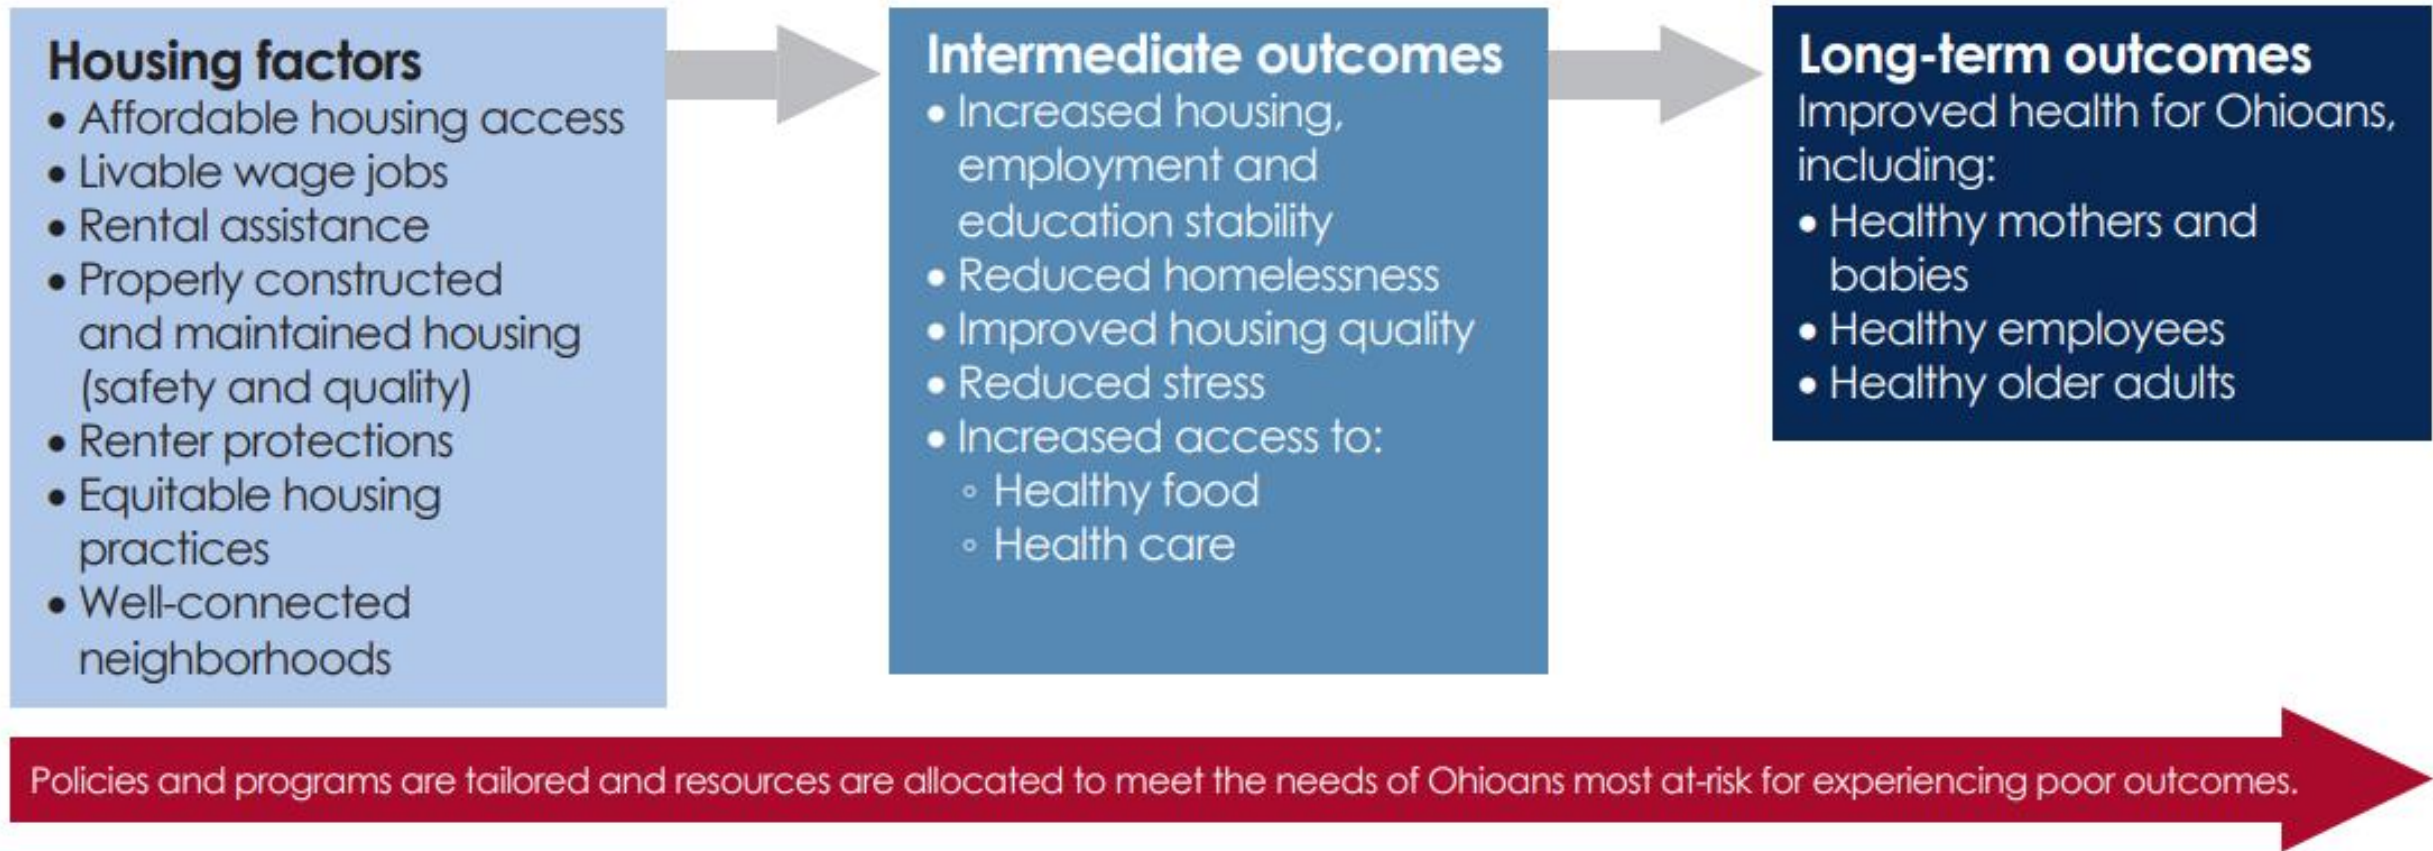 Housing factors
• Affordable housing access
• Livable wage jobs
• Rental assistance
• Properly constructed
and maintained housing
(safety and quality)
• Renter protections
• Equitable housing
practices
• Well-connected
neighborhoods
Intermediate outcomes
• Increased housing,
employment and
education stability
• Reduced homelessness
• Improved housing quality
• Reduced stress
• Increased access to:
◦ Healthy food
◦ Health care
Long-term outcomes
Improved health for Ohioans,
including:
• Healthy mothers and
babies
• Healthy employees
• Healthy older adults
Policies and programs are tailored and resources are allocated to meet the needs of Ohioans most at-risk for experiencing poor outcomes.